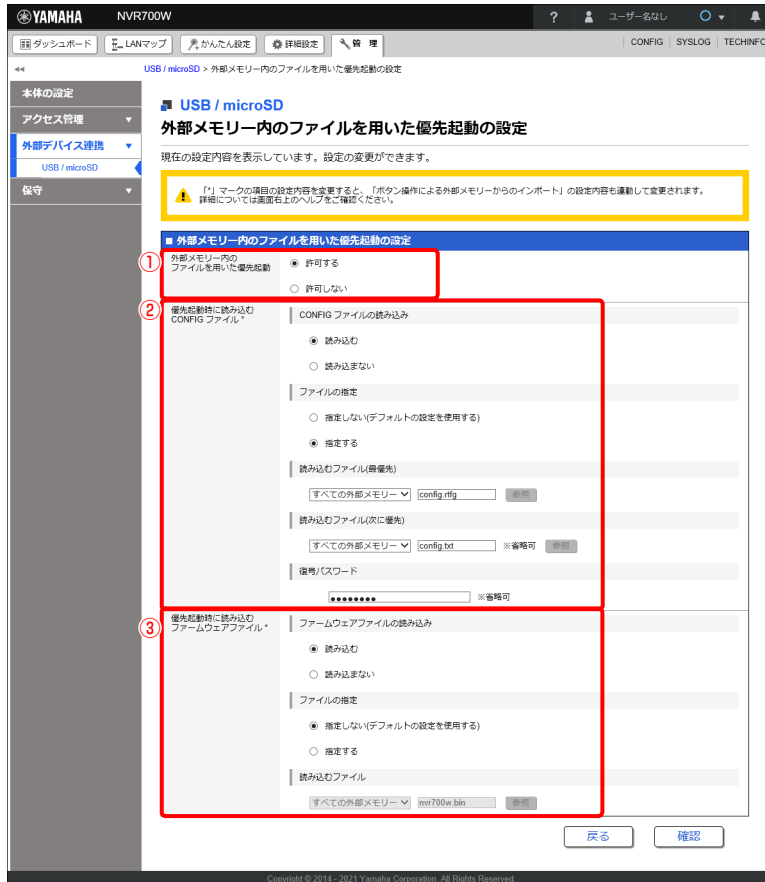 YAMAHA NVR700W ? ユーザー名なし
ダッシュボード LANマップ かんたん設定 詳細設定 管 理 CONFIG SYSLOG TECHINFO
USB / microSD > 外部メモリー内のファイルを用いた優先起動の設定
本体の設定
アクセス管理
外部デバイス連携
USB / microSD
保守
USB / microSD
外部メモリー内のファイルを用いた優先起動の設定
現在の設定内容を表示しています。設定の変更ができます。
「*」マークの項目の設定内容を変更すると、「ボタン操作による外部メモリーからのインポート」の設定内容も連動して変更されます。
詳細については画面右上のヘルプをご確認ください。
■ 外部メモリー内のファイルを用いた優先起動の設定
①
外部メモリー内の
ファイルを用いた優先起動
許可する
許可しない
②
優先起動時に読み込む
CONFIG ファイル *
CONFIG ファイルの読み込み
読み込む
読み込まない
ファイルの指定
指定しない(デフォルトの設定を使用する)
指定する
読み込むファイル(最優先)
すべての外部メモリー config.rtfg 参照
読み込むファイル(次に優先)
すべての外部メモリー config.txt ※省略可 参照
復号パスワード
●●●●●●●● ※省略可
③
優先起動時に読み込む
ファームウェアファイル *
ファームウェアファイルの読み込み
読み込む
読み込まない
ファイルの指定
指定しない(デフォルトの設定を使用する)
指定する
読み込むファイル
すべての外部メモリー nvr700w.bin 参照
戻る 確認
Copyright © 2014 - 2021 Yamaha Corporation. All Rights Reserved.